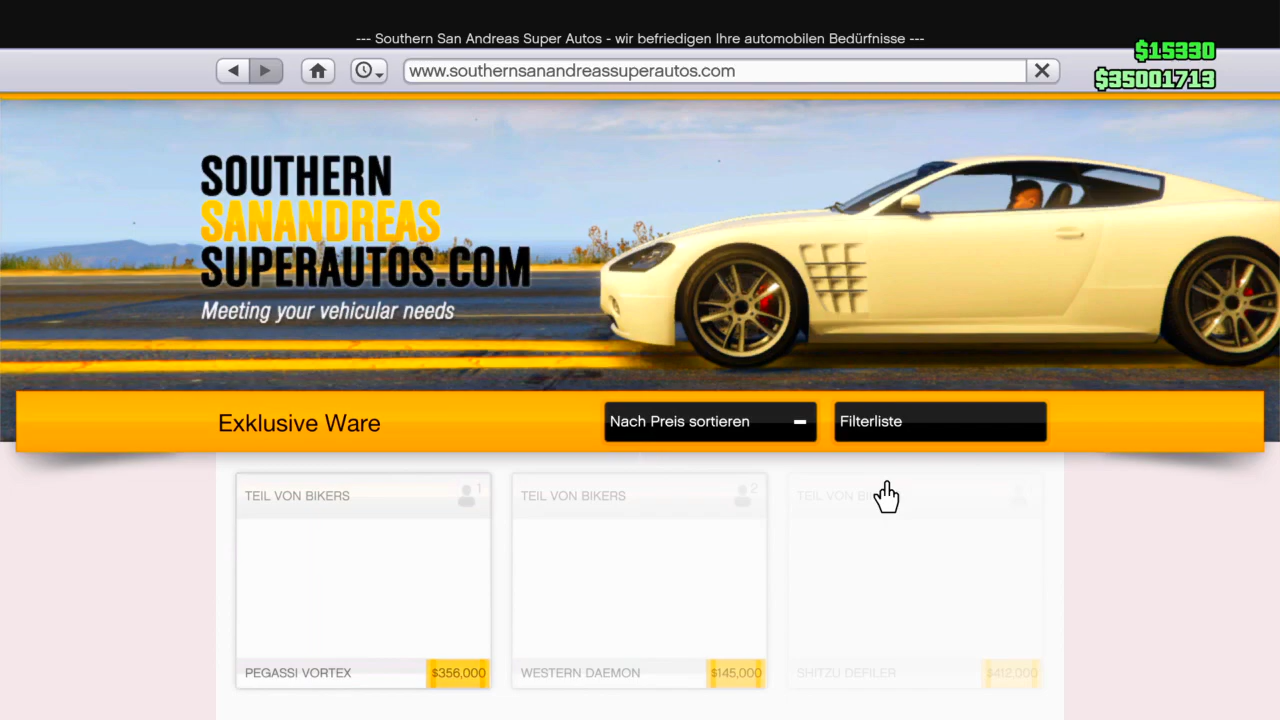 --- Southern San Andreas Super Autos - wir befriedigen Ihre automobilen Bedürfnisse ---
$15330
www.southernsanandreassuperautos.com
$35001713
SOUTHERN
SANANDREAS
SUPERAUTOS.COM
Meeting your vehicular needs
Exklusive Ware
Nach Preis sortieren
Filterliste
TEIL VON BIKERS 1
TEIL VON BIKERS 2
TEIL VON
PEGASSI VORTEX $356,000
WESTERN DAEMON $145,000
SHITZU DEFILER $412,000